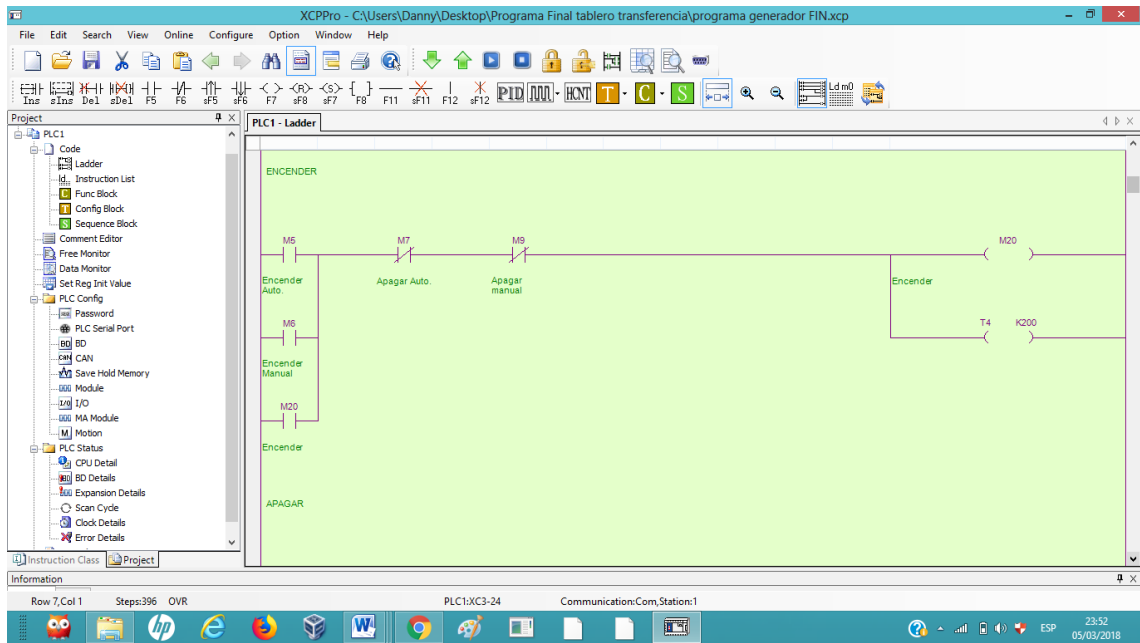 XCPPro - C:\Users\Danny\Desktop\Programa Final tablero transferencia\programa generador FIN.xcp
File Edit Search View Online Configure Option Window Help
Ins sIns Del sDel F5 F6 sF5 sF6 F7 sF8 sF7 F8 F11 sF11 F12 sF12 PID HCNT T C S Ld m0
Project
PLC1
Code
Ladder
Instruction List
Func Block
Config Block
Sequence Block
Comment Editor
Free Monitor
Data Monitor
Set Reg Init Value
PLC Config
Password
PLC Serial Port
BD
CAN
Save Hold Memory
Module
I/O
MA Module
Motion
PLC Status
CPU Detail
BD Details
Expansion Details
Scan Cycle
Clock Details
Error Details
Instruction Class Project
PLC1 - Ladder
ENCENDER
M5 M7 M9 M20
Encender Auto.
Apagar Auto.
Apagar manual
Encender
M6 T4 K200
Encender Manual
M20
Encender
APAGAR
Information
Row 7,Col 1 Steps:396 OVR PLC1:XC3-24 Communication:Com,Station:1
ESP 23:52
05/03/2018